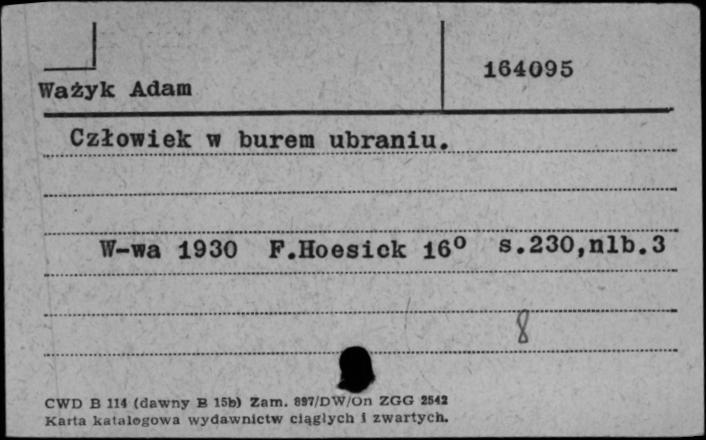 164095
Ważyk Adam
Człowiek w burem ubraniu.
W-wa 1930 F.Hoesick 16° s.230,nlb.3
8
CWD B 114 (dawny B 15b) Zam. 897/DW/On ZGG 2542
Karta katalogowa wydawnictw ciągłych i zwartych.